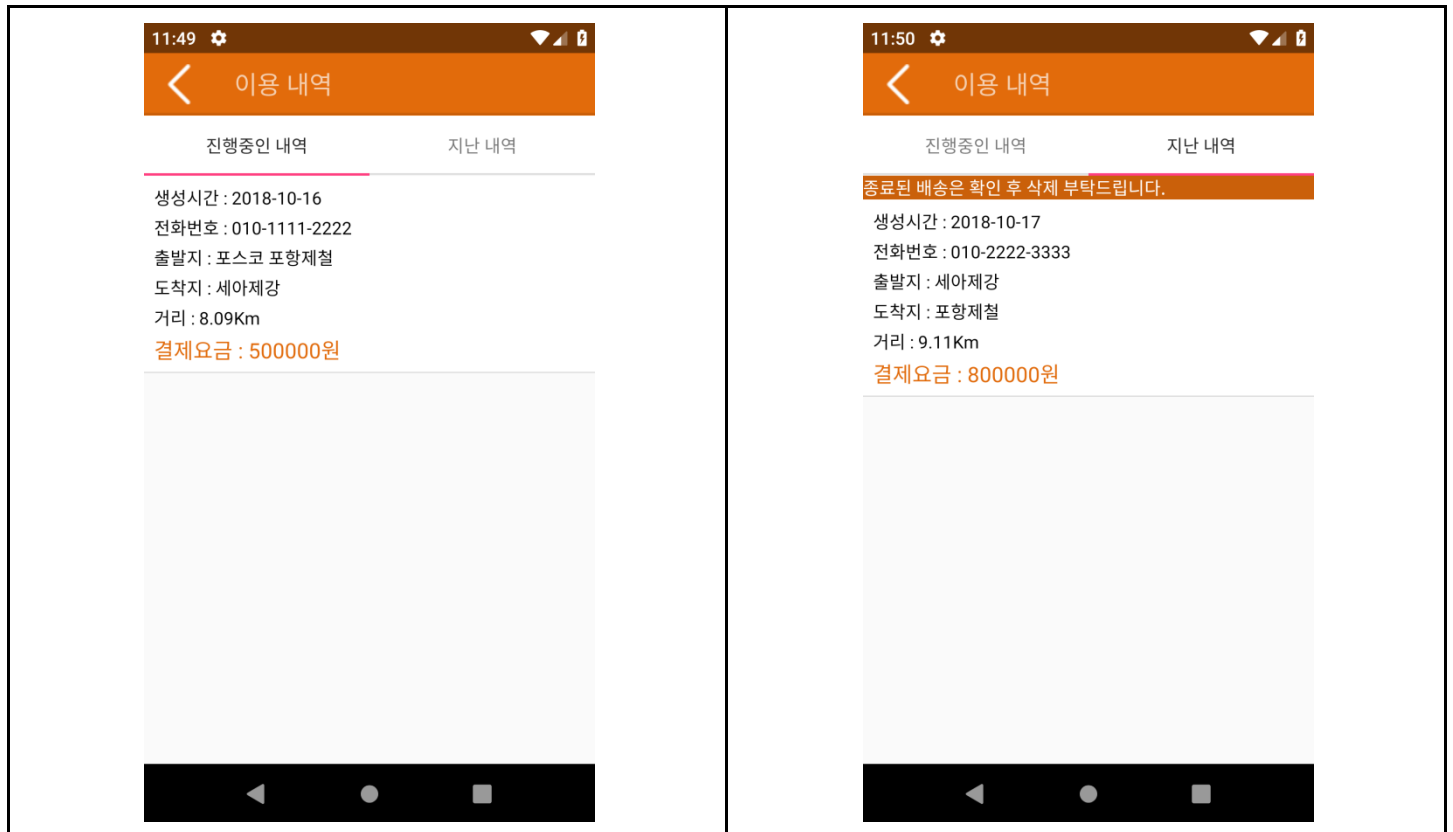 11:49
이용 내역
진행중인 내역 지난 내역
생성시간 : 2018-10-16
전화번호 : 010-1111-2222
출발지 : 포스코 포항제철
도착지 : 세아제강
거리 : 8.09Km
결제요금 : 500000원
11:50
이용 내역
진행중인 내역 지난 내역
종료된 배송은 확인 후 삭제 부탁드립니다.
생성시간 : 2018-10-17
전화번호 : 010-2222-3333
출발지 : 세아제강
도착지 : 포항제철
거리 : 9.11Km
결제요금 : 800000원